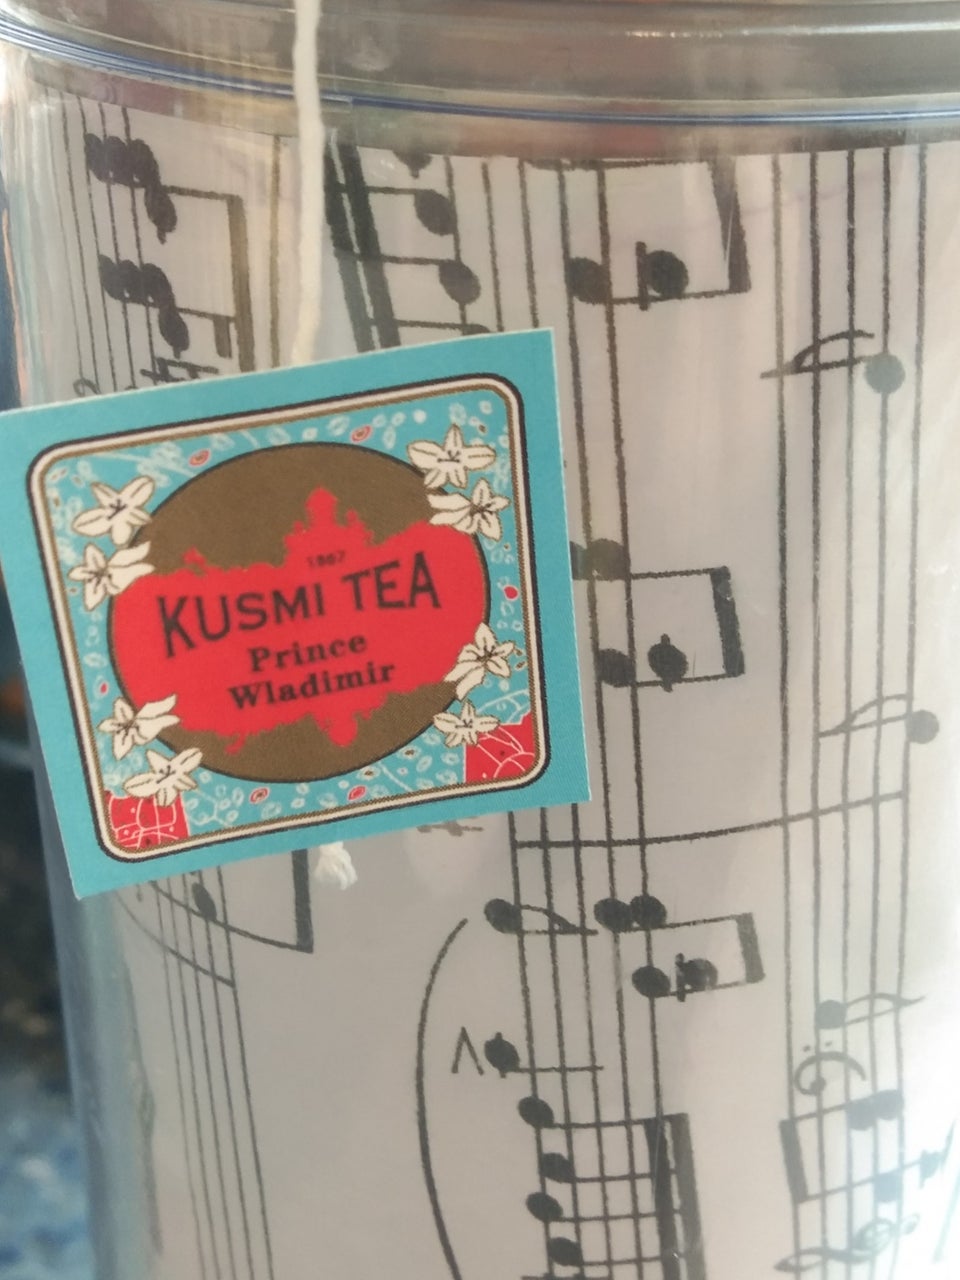 1867
KUSMI TEA
Prince
Wladimir